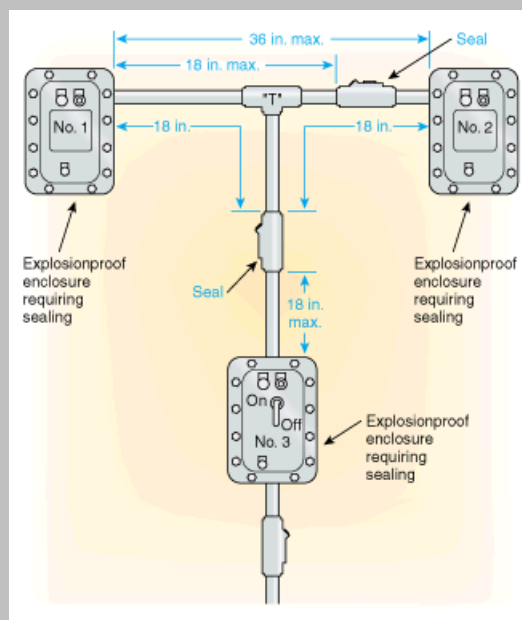 36 in. max.
Seal
18 in. max.
"T"
No. 1
18 in.
18 in.
No. 2
Explosionproof
enclosure
requiring
sealing
Seal
18 in.
max.
Explosionproof
enclosure
requiring
sealing
On
Off
No. 3
Explosionproof
enclosure
requiring
sealing